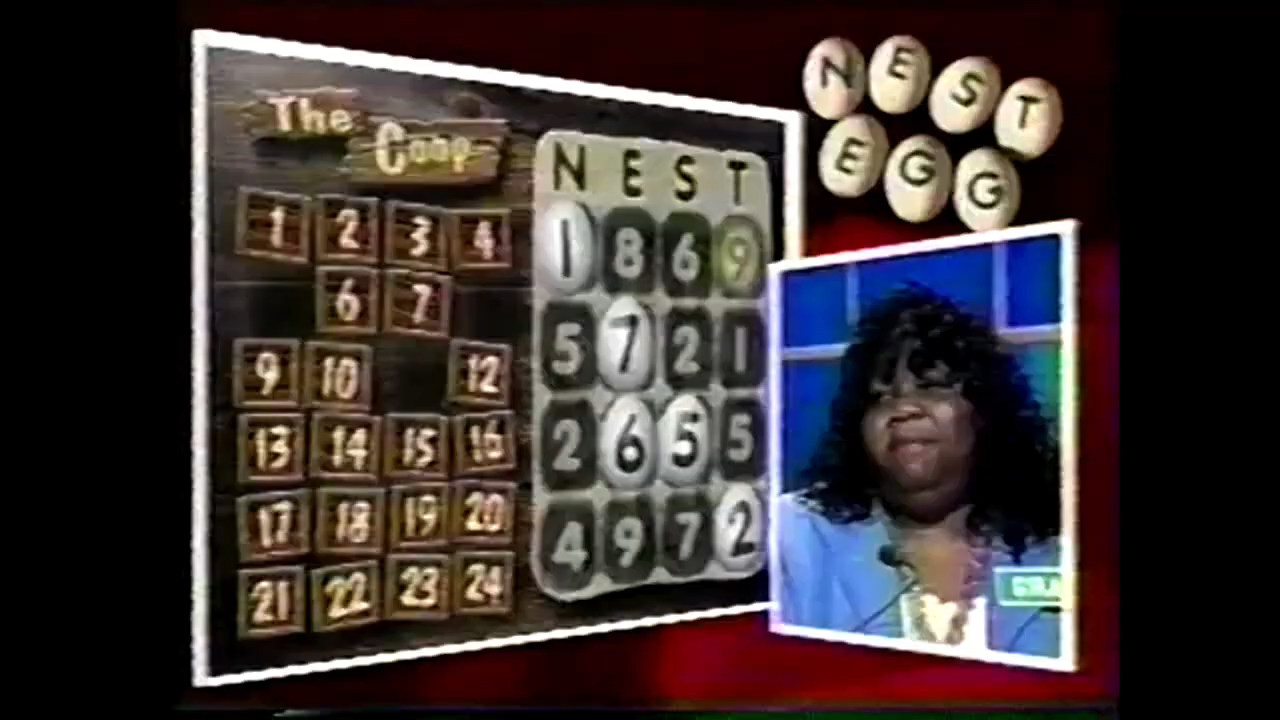 The Coop
1 2 3 4
6 7
9 10 12
13 14 15 16
17 18 19 20
21 22 23 24
N E S T
1 8 6 9
5 7 2 1
2 6 5 5
4 9 7 2
NEST
EGG